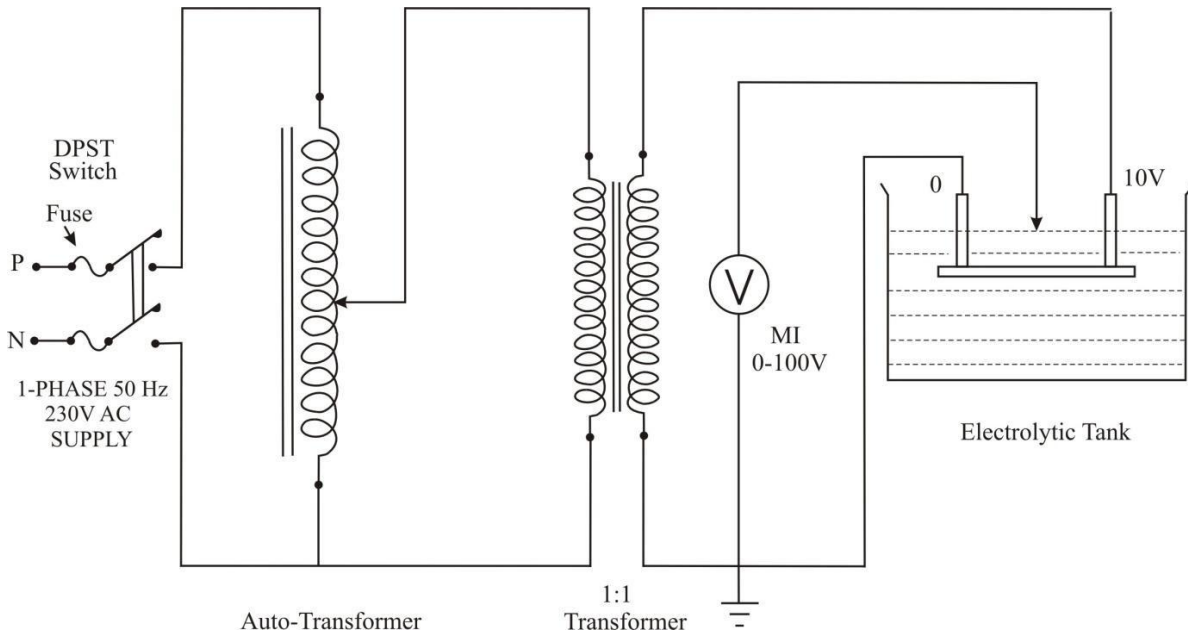 DPST
Switch
Fuse
P
N
1-PHASE 50 Hz
230V AC
SUPPLY
Auto-Transformer
1:1
Transformer
V
MI
0-100V
0
10V
Electrolytic Tank